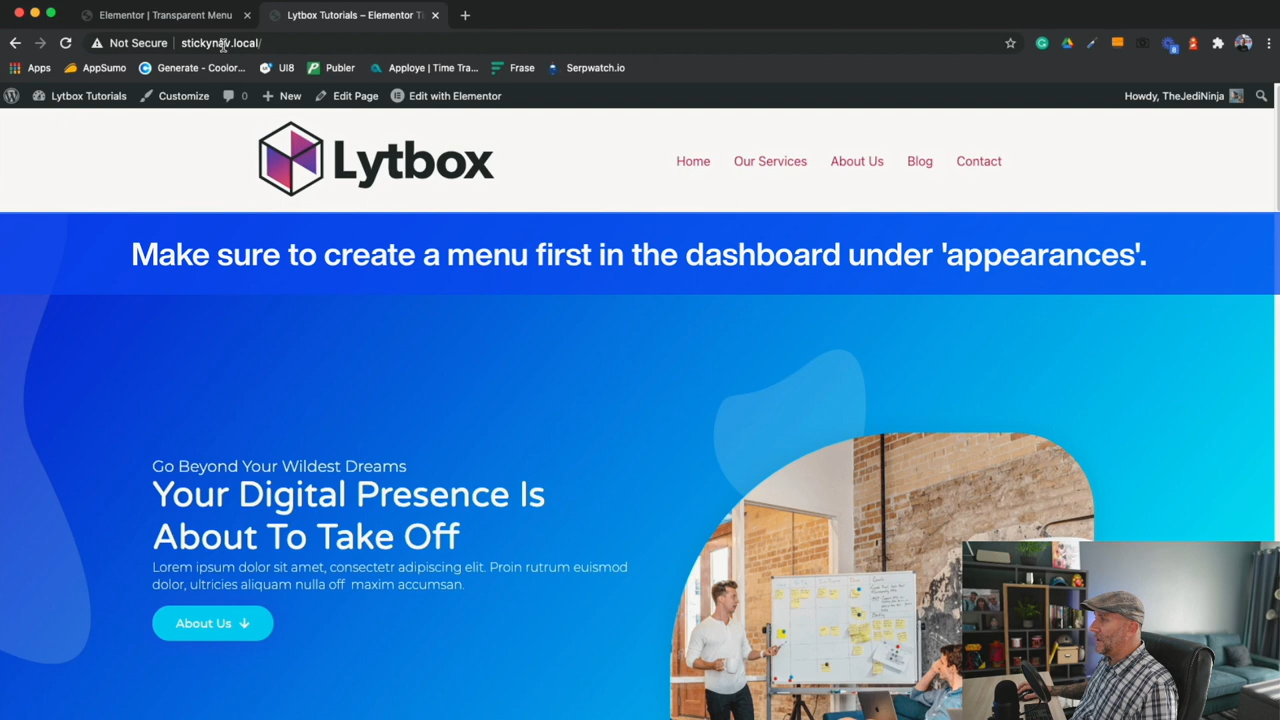 Elementor | Transparent Menu
Lytbox Tutorials – Elementor Ti
Not Secure
stickynav.local/
Apps
AppSumo
Generate - Coolor...
UI8
Publer
Apploye | Time Tra...
Frase
Serpwatch.io
Lytbox Tutorials
Customize
0
New
Edit Page
Edit with Elementor
Howdy, TheJediNinja
Lytbox
Home
Our Services
About Us
Blog
Contact
Make sure to create a menu first in the dashboard under 'appearances'.
Go Beyond Your Wildest Dreams
Your Digital Presence Is
About To Take Off
Lorem ipsum dolor sit amet, consectetr adipiscing elit. Proin rutrum euismod
dolor, ultricies aliquam nulla off maxim accumsan.
About Us